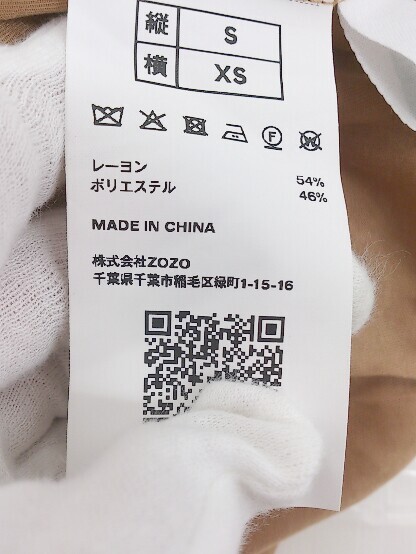 縦 S
横 XS
レーヨン 54%
ポリエステル 46%
MADE IN CHINA
株式会社ZOZO
千葉県千葉市稲毛区緑町1-15-16